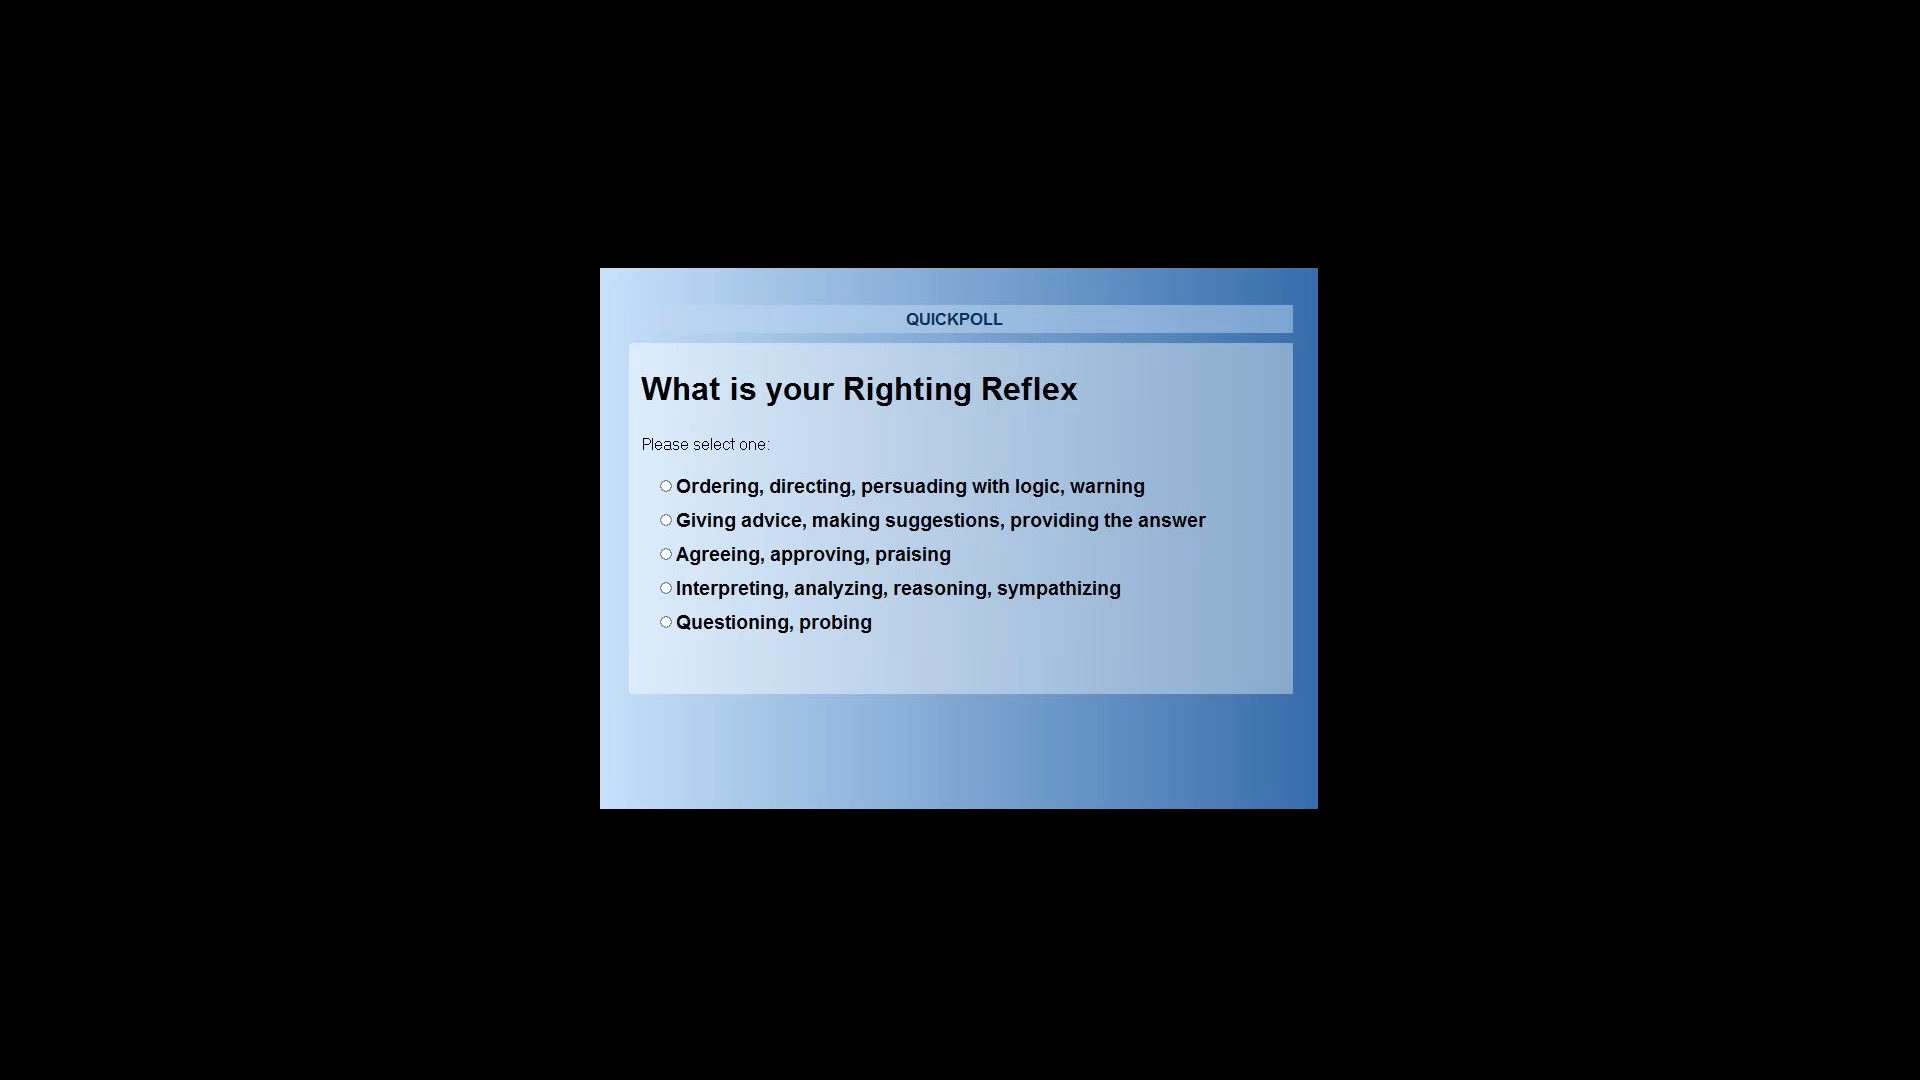 QUICKPOLL
What is your Righting Reflex
Please select one:
Ordering, directing, persuading with logic, warning
Giving advice, making suggestions, providing the answer
Agreeing, approving, praising
Interpreting, analyzing, reasoning, sympathizing
Questioning, probing